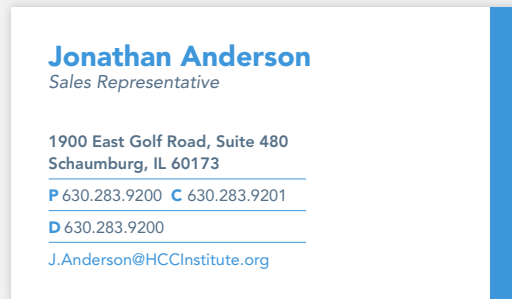 Jonathan Anderson
Sales Representative
1900 East Golf Road, Suite 480
Schaumburg, IL 60173
P 630.283.9200 C 630.283.9201
D 630.283.9200
J.Anderson@HCCInstitute.org